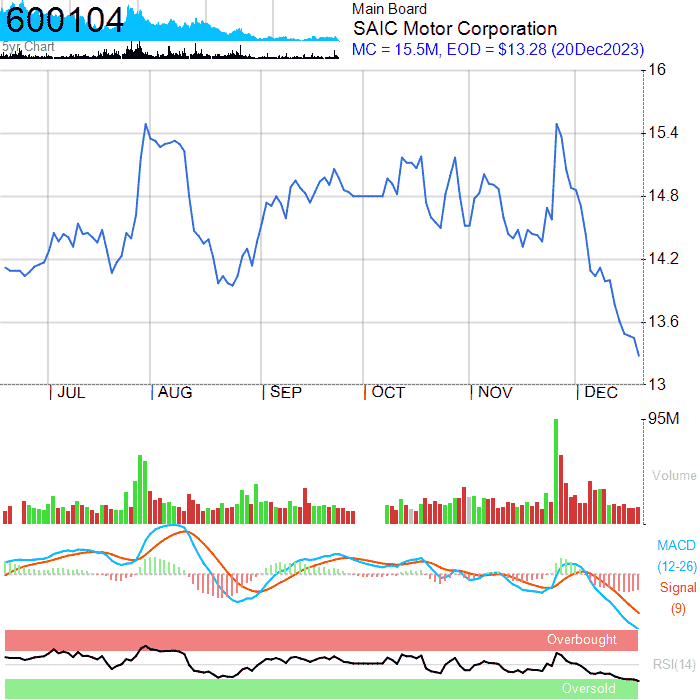 600104
5yr Chart
Main Board
SAIC Motor Corporation
MC = 15.5M, EOD = $13.28 (20Dec2023)
16
15.4
14.8
14.2
13.6
13
JUL
AUG
SEP
OCT
NOV
DEC
95M
Volume
MACD
(12-26)
Signal
(9)
Overbought
RSI(14)
Oversold